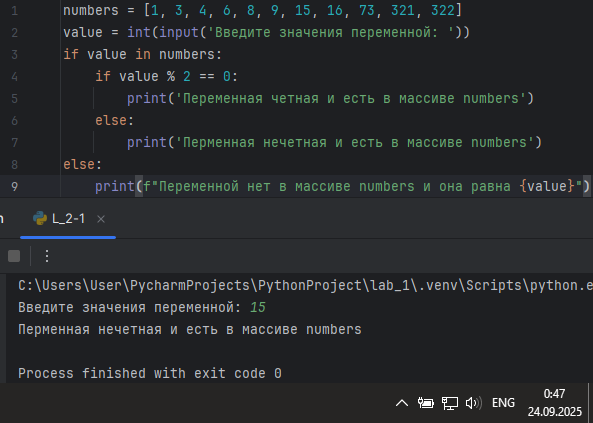 1 numbers = [1, 3, 4, 6, 8, 9, 15, 16, 73, 321, 322]
2 value = int(input('Введите значения переменной: '))
3 if value in numbers:
4 if value % 2 == 0:
5 print('Переменная четная и есть в массиве numbers')
6 else:
7 print('Перменная нечетная и есть в массиве numbers')
8 else:
9 print(f"Переменной нет в массиве numbers и она равна {value}")
L_2-1 ×
C:\Users\User\PycharmProjects\PythonProject\lab_1\.venv\Scripts\python.e
Введите значения переменной: 15
Перменная нечетная и есть в массиве numbers
Process finished with exit code 0
ENG
0:47
24.09.2025